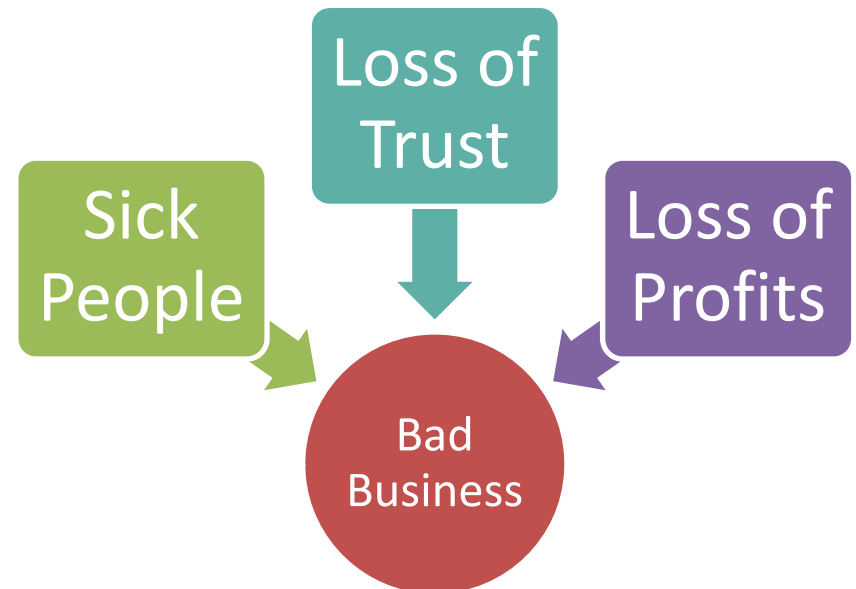 Loss of
Trust
Sick
People
Loss of
Profits
Bad
Business